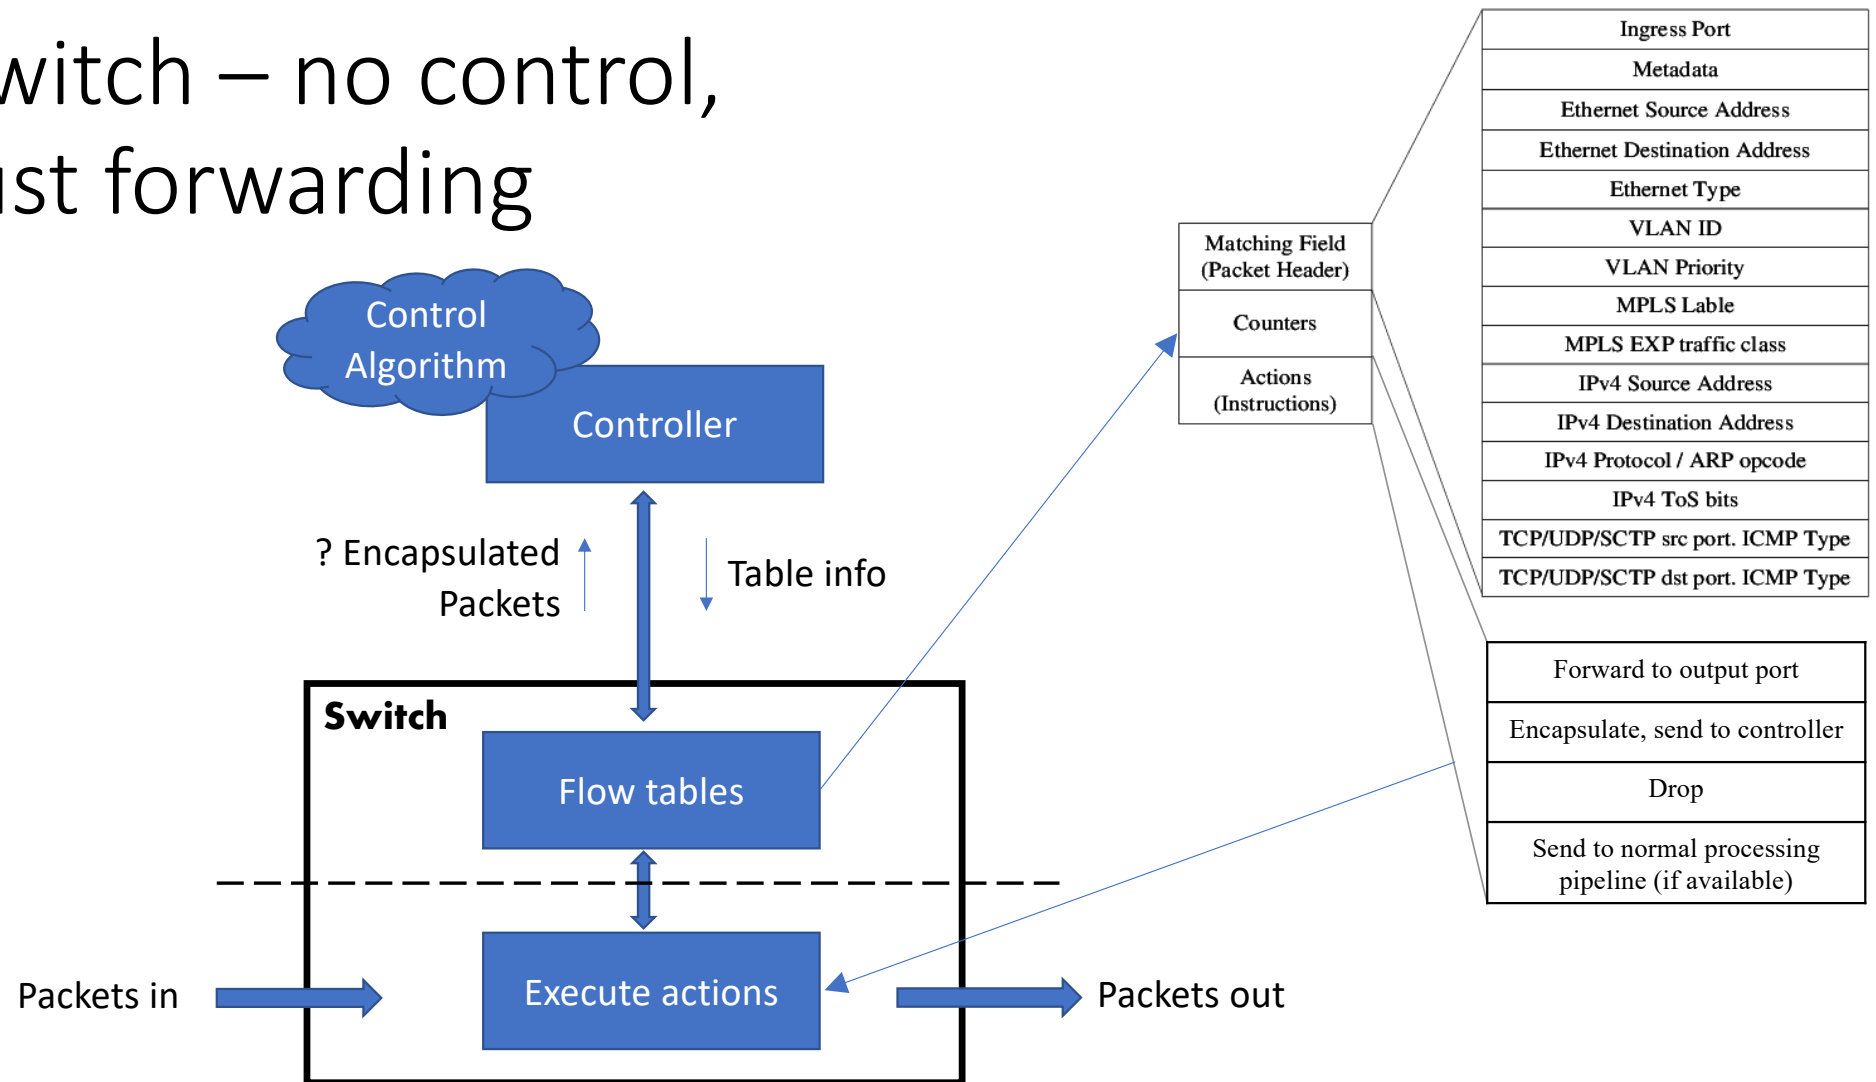 witch – no control,
ust forwarding
Control
Algorithm
Controller
? Encapsulated
Packets
Table info
Switch
Flow tables
Execute actions
Packets in
Packets out
Matching Field
(Packet Header)
Counters
Actions
(Instructions)
Ingress Port
Metadata
Ethernet Source Address
Ethernet Destination Address
Ethernet Type
VLAN ID
VLAN Priority
MPLS Lable
MPLS EXP traffic class
IPv4 Source Address
IPv4 Destination Address
IPv4 Protocol / ARP opcode
IPv4 ToS bits
TCP/UDP/SCTP src port. ICMP Type
TCP/UDP/SCTP dst port. ICMP Type
Forward to output port
Encapsulate, send to controller
Drop
Send to normal processing
pipeline (if available)